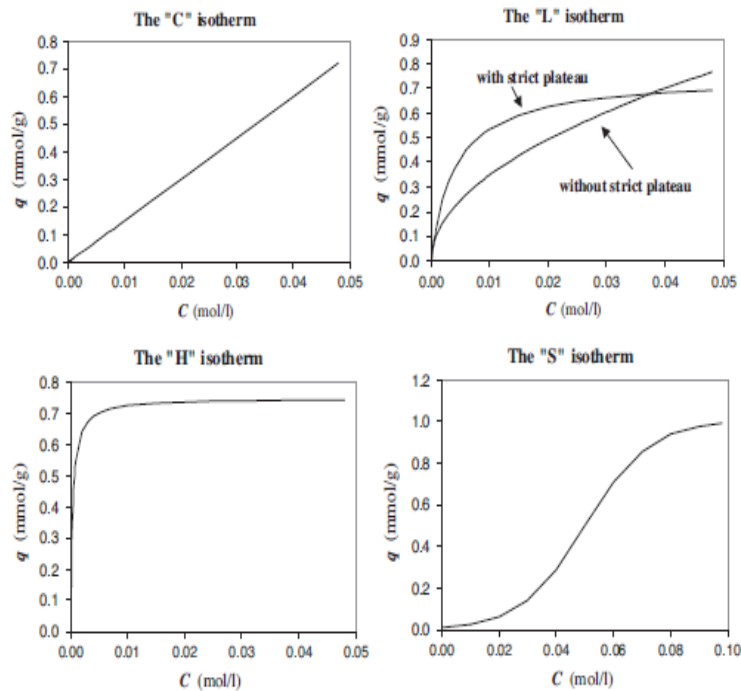 The "C" isotherm
0.8
0.7
0.6
0.5
0.4
0.3
0.2
0.1
0.0
q (mmol/g)
0.00 0.01 0.02 0.03 0.04 0.05
C (mol/l)
The "L" isotherm
0.9
0.8
0.7
0.6
0.5
0.4
0.3
0.2
0.1
0.0
q (mmol/g)
with strict plateau
without strict plateau
0.00 0.01 0.02 0.03 0.04 0.05
C (mol/l)
The "H" isotherm
0.8
0.7
0.6
0.5
0.4
0.3
0.2
0.1
0.0
q (mmol/g)
0.00 0.01 0.02 0.03 0.04 0.05
C (mol/l)
The "S" isotherm
1.2
1.0
0.8
0.6
0.4
0.2
0.0
q (mmol/g)
0.00 0.02 0.04 0.06 0.08 0.10
C (mol/l)